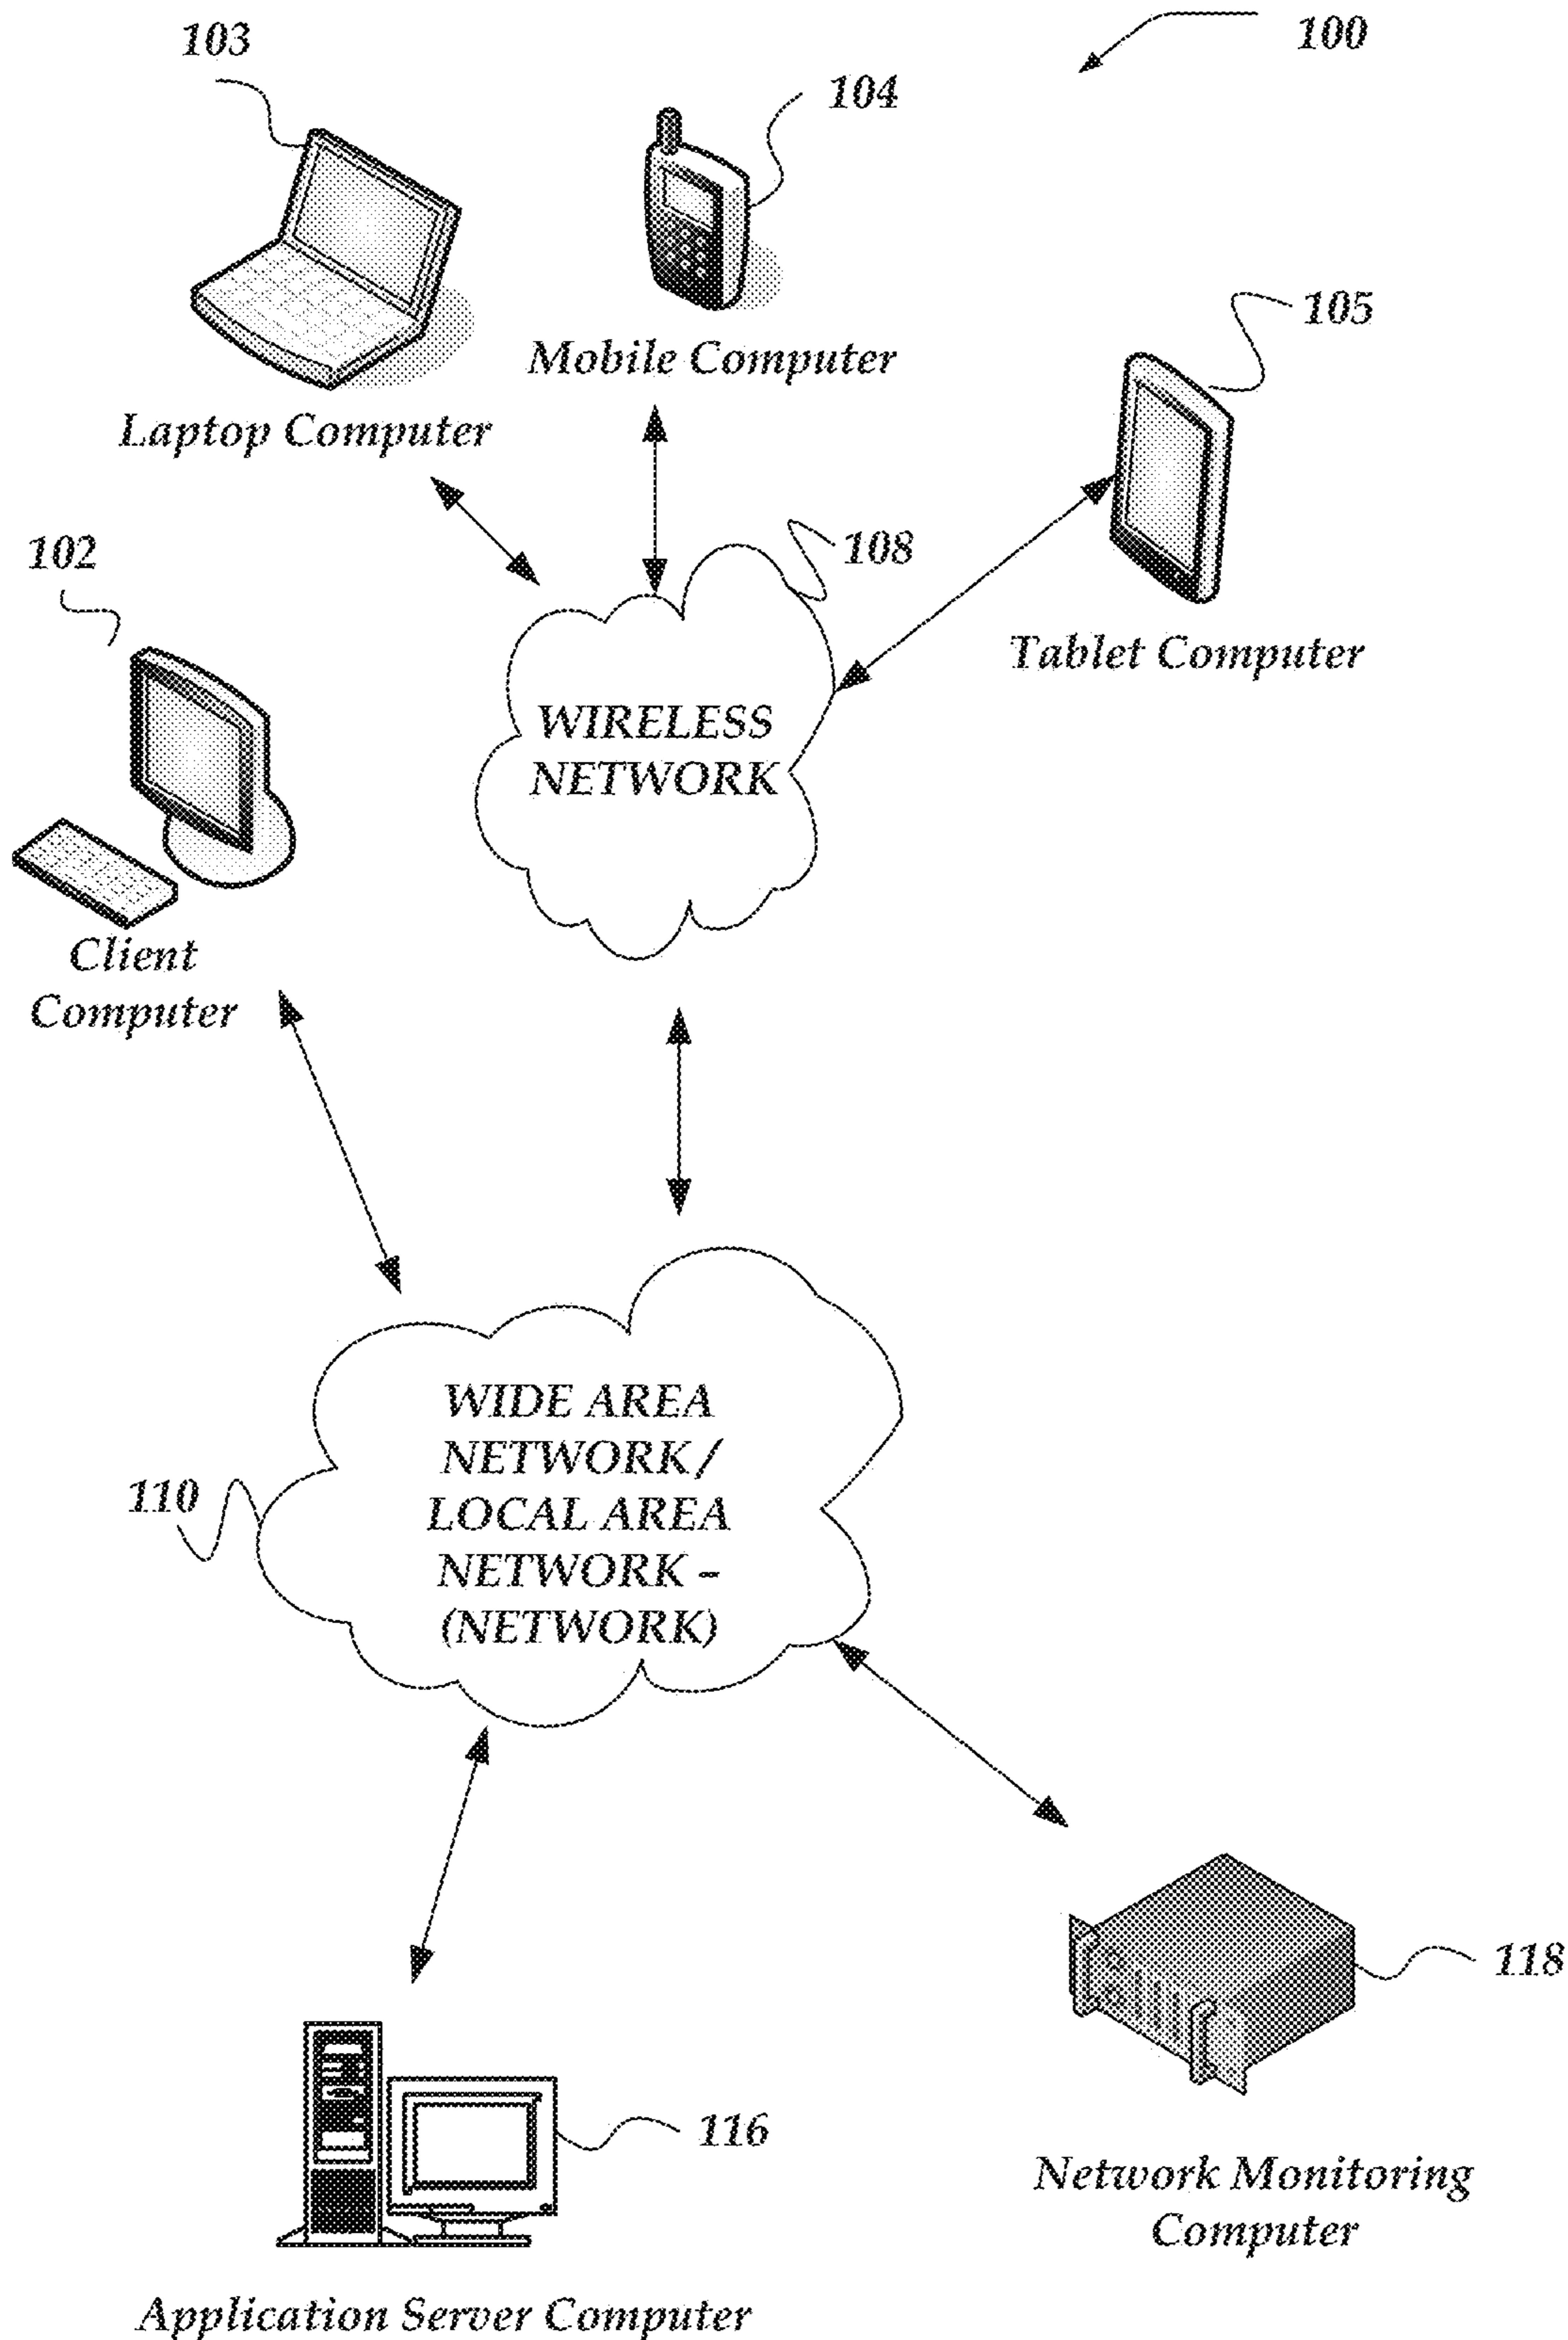 103
100
104
Mobile Computer
105
Laptop Computer
102
108
Tablet Computer
WIRELESS
NETWORK
Client
Computer
WIDE AREA
NETWORK /
LOCAL AREA
NETWORK –
(NETWORK)
110
118
116
Network Monitoring
Computer
Application Server Computer